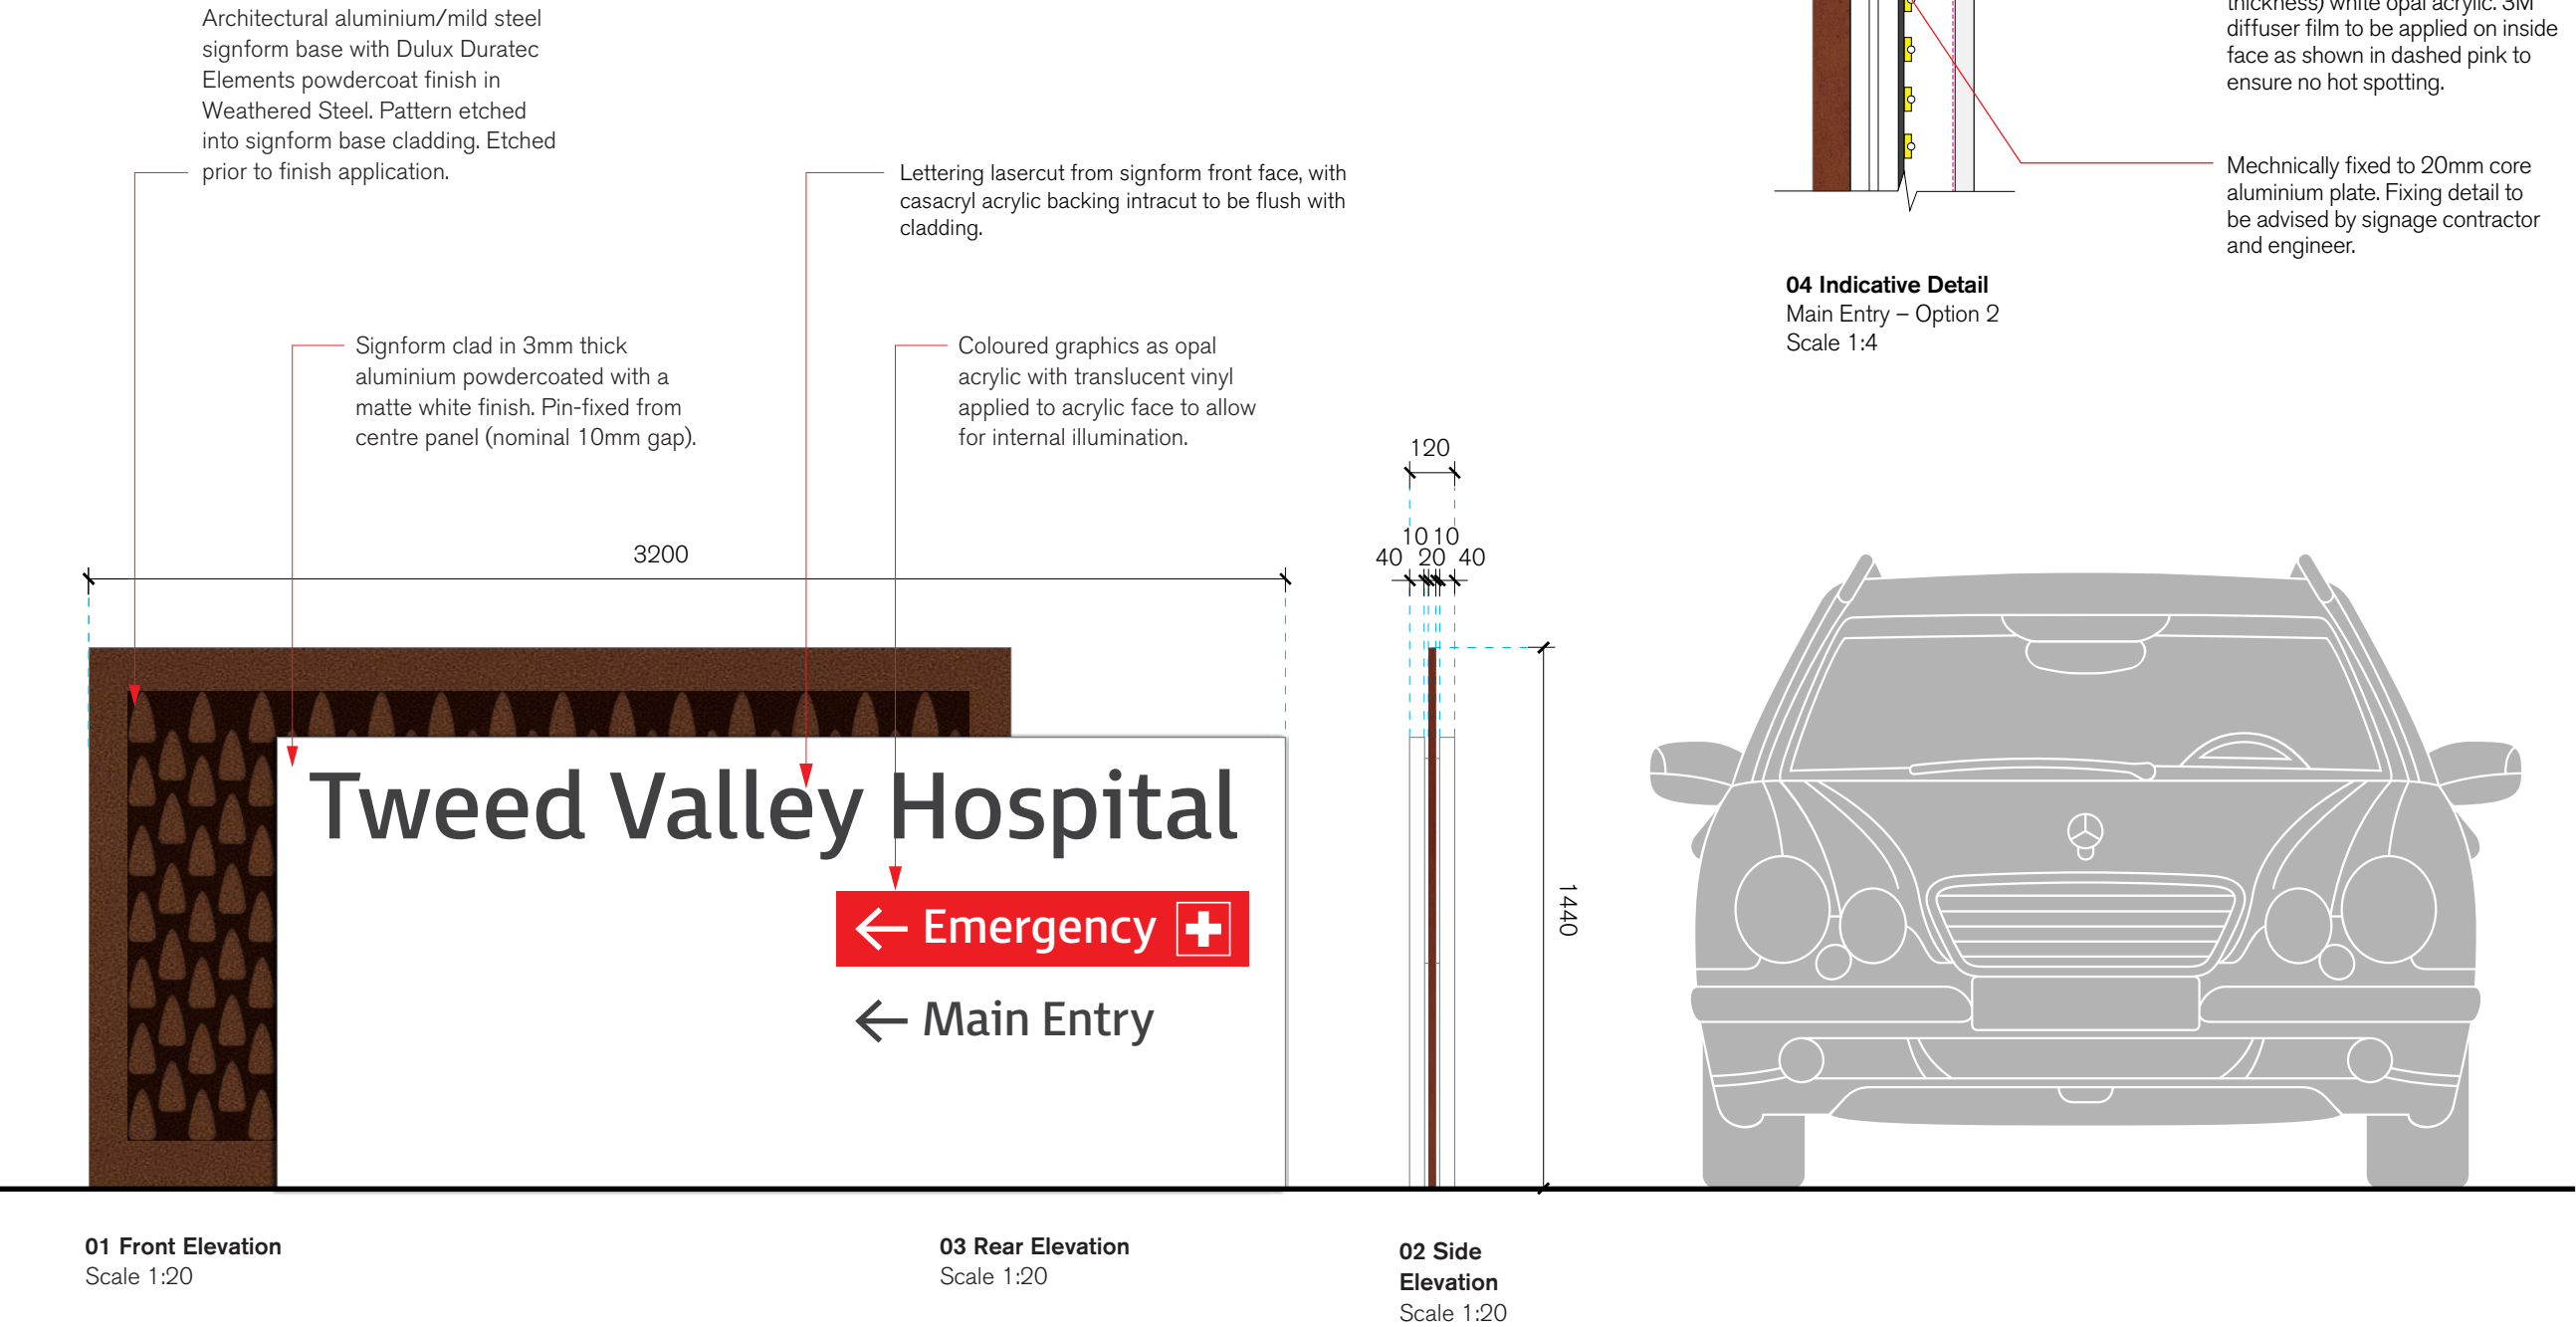 Architectural aluminium/mild steel
signform base with Dulux Duratec
Elements powdercoat finish in
Weathered Steel. Pattern etched
into signform base cladding. Etched
prior to finish application.
Lettering lasercut from signform front face, with
casacryl acrylic backing intracut to be flush with
cladding.
Signform clad in 3mm thick
aluminium powdercoated with a
matte white finish. Pin-fixed from
centre panel (nominal 10mm gap).
Coloured graphics as opal
acrylic with translucent vinyl
applied to acrylic face to allow
for internal illumination.
thickness) white opal acrylic. 3M
diffuser film to be applied on inside
face as shown in dashed pink to
ensure no hot spotting.
Mechnically fixed to 20mm core
aluminium plate. Fixing detail to
be advised by signage contractor
and engineer.
04 Indicative Detail
Main Entry – Option 2
Scale 1:4
120
10 10
40 20 40
3200
1440
Tweed Valley Hospital
← Emergency
← Main Entry
01 Front Elevation
Scale 1:20
03 Rear Elevation
Scale 1:20
02 Side
Elevation
Scale 1:20